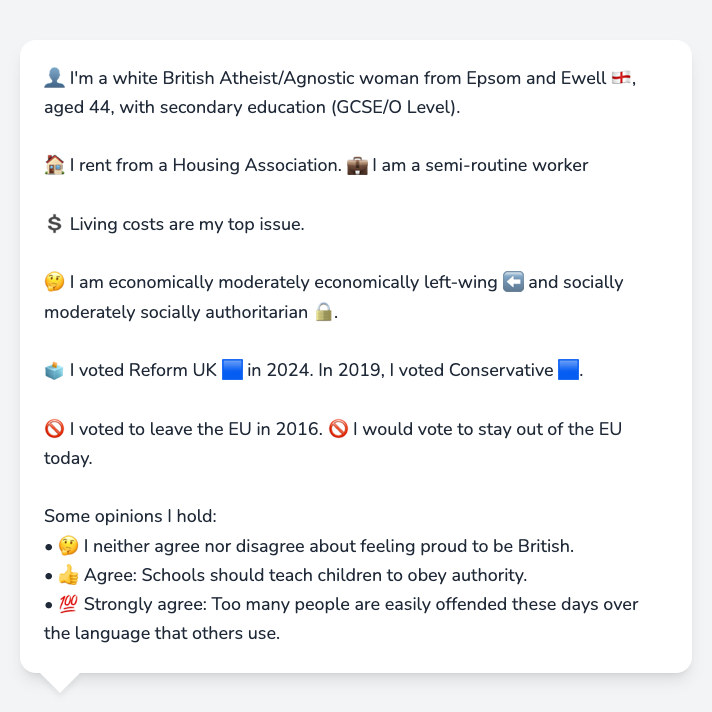 👤 I'm a white British Atheist/Agnostic woman from Epsom and Ewell 🏴󠁧󠁢󠁥󠁮󠁧󠁿,
aged 44, with secondary education (GCSE/O Level).
🏠 I rent from a Housing Association. 💼 I am a semi-routine worker
💲 Living costs are my top issue.
🤔 I am economically moderately economically left-wing ⬅️ and socially
moderately socially authoritarian 🔒.
🗳️ I voted Reform UK 🟦 in 2024. In 2019, I voted Conservative 🟦.
🚫 I voted to leave the EU in 2016. 🚫 I would vote to stay out of the EU
today.
Some opinions I hold:
• 🤔 I neither agree nor disagree about feeling proud to be British.
• 👍 Agree: Schools should teach children to obey authority.
• 💯 Strongly agree: Too many people are easily offended these days over
the language that others use.